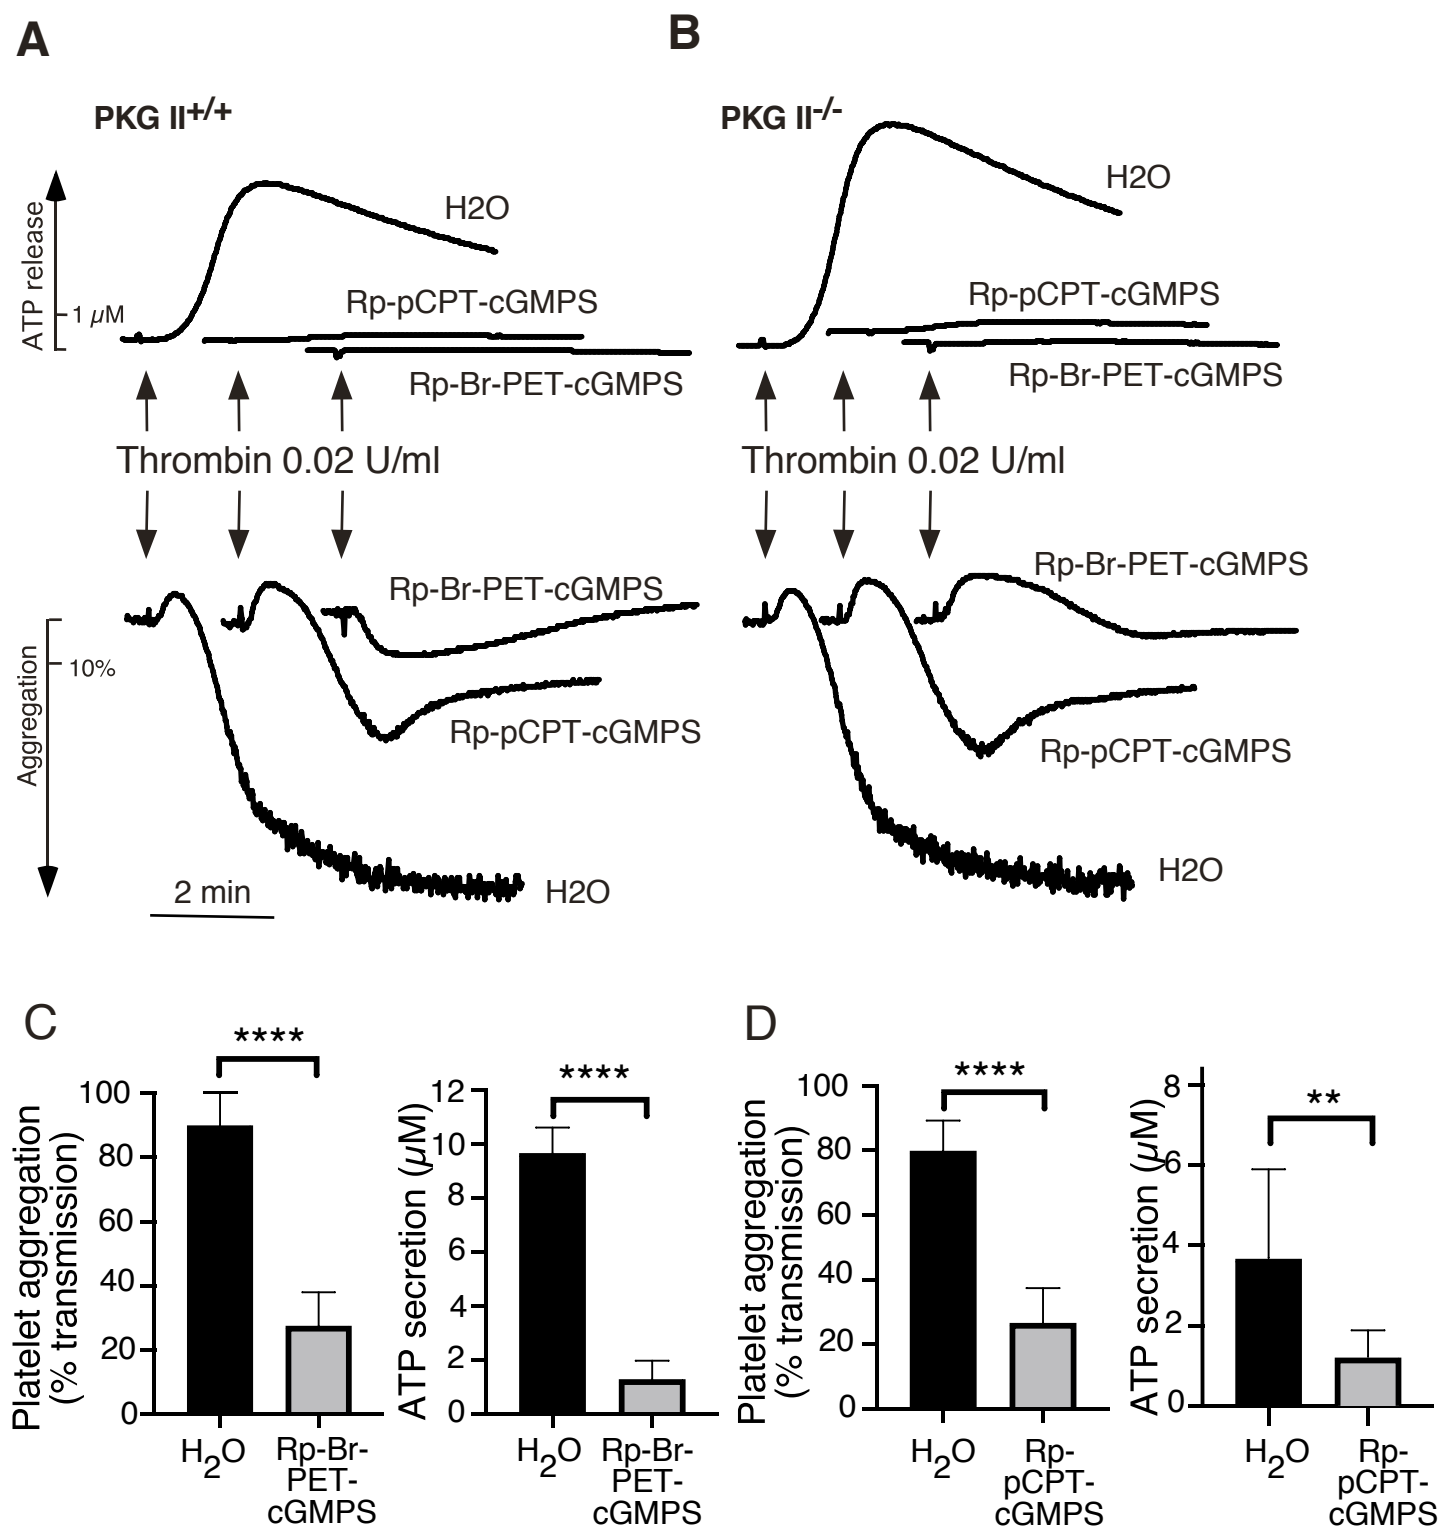 A
B
PKG II+/+
PKG II-/-
H2O
H2O
ATP release
1 µM
Rp-pCPT-cGMPS
Rp-pCPT-cGMPS
Rp-Br-PET-cGMPS
Rp-Br-PET-cGMPS
Thrombin 0.02 U/ml
Thrombin 0.02 U/ml
Rp-Br-PET-cGMPS
Rp-Br-PET-cGMPS
Aggregation
10%
Rp-pCPT-cGMPS
Rp-pCPT-cGMPS
H2O
H2O
2 min
C
****
Platelet aggregation
(% transmission)
100
80
60
40
20
0
H2O
Rp-Br-
PET-
cGMPS
****
ATP secretion (µM)
12
10
8
6
4
2
0
H2O
Rp-Br-
PET-
cGMPS
D
****
Platelet aggregation
(% transmission)
100
80
60
40
20
0
H2O
Rp-
pCPT-
cGMPS
**
ATP secretion (µM)
8
6
4
2
0
H2O
Rp-
pCPT-
cGMPS